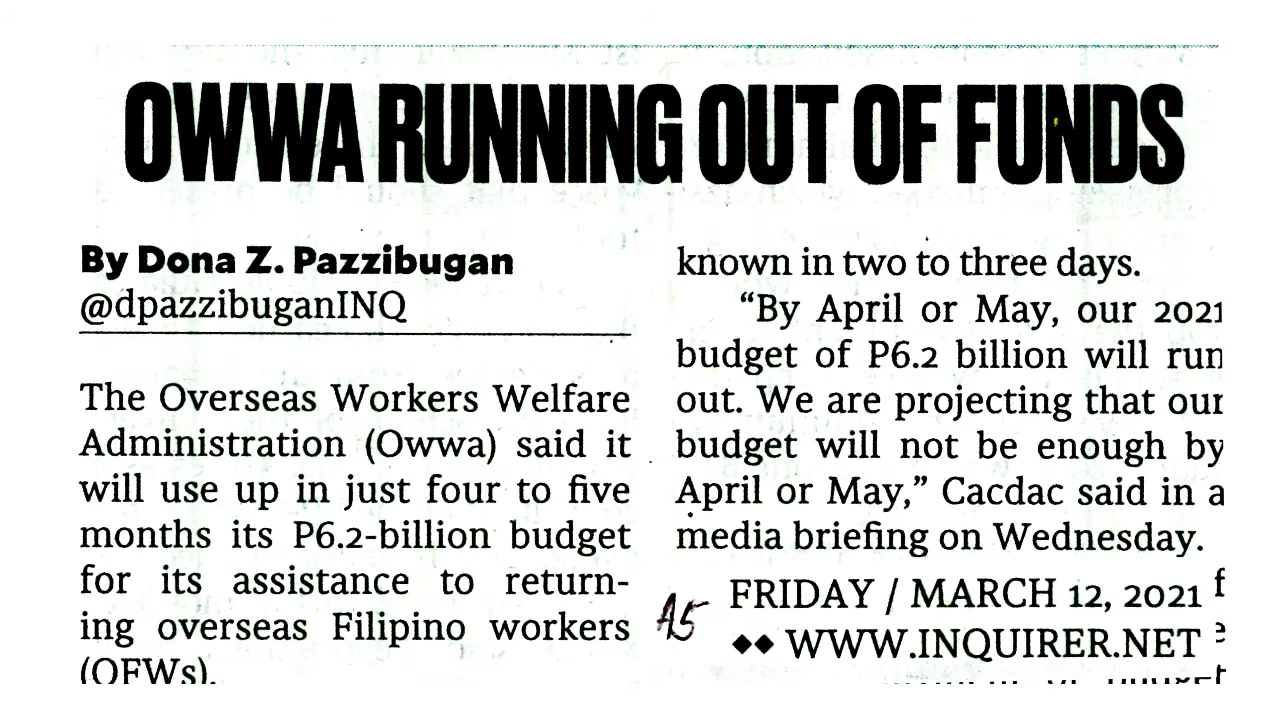 OWWA RUNNING OUT OF FUNDS
By Dona Z. Pazzibugan
@dpazzibuganINQ
The Overseas Workers Welfare
Administration (Owwa) said it
will use up in just four to five
months its P6.2-billion budget
for its assistance to return-
ing overseas Filipino workers
(OFWs).
known in two to three days.
“By April or May, our 2021
budget of P6.2 billion will run
out. We are projecting that our
budget will not be enough by
April or May,” Cacdac said in a
media briefing on Wednesday.
A5
FRIDAY / MARCH 12, 2021
◆◆ WWW.INQUIRER.NET